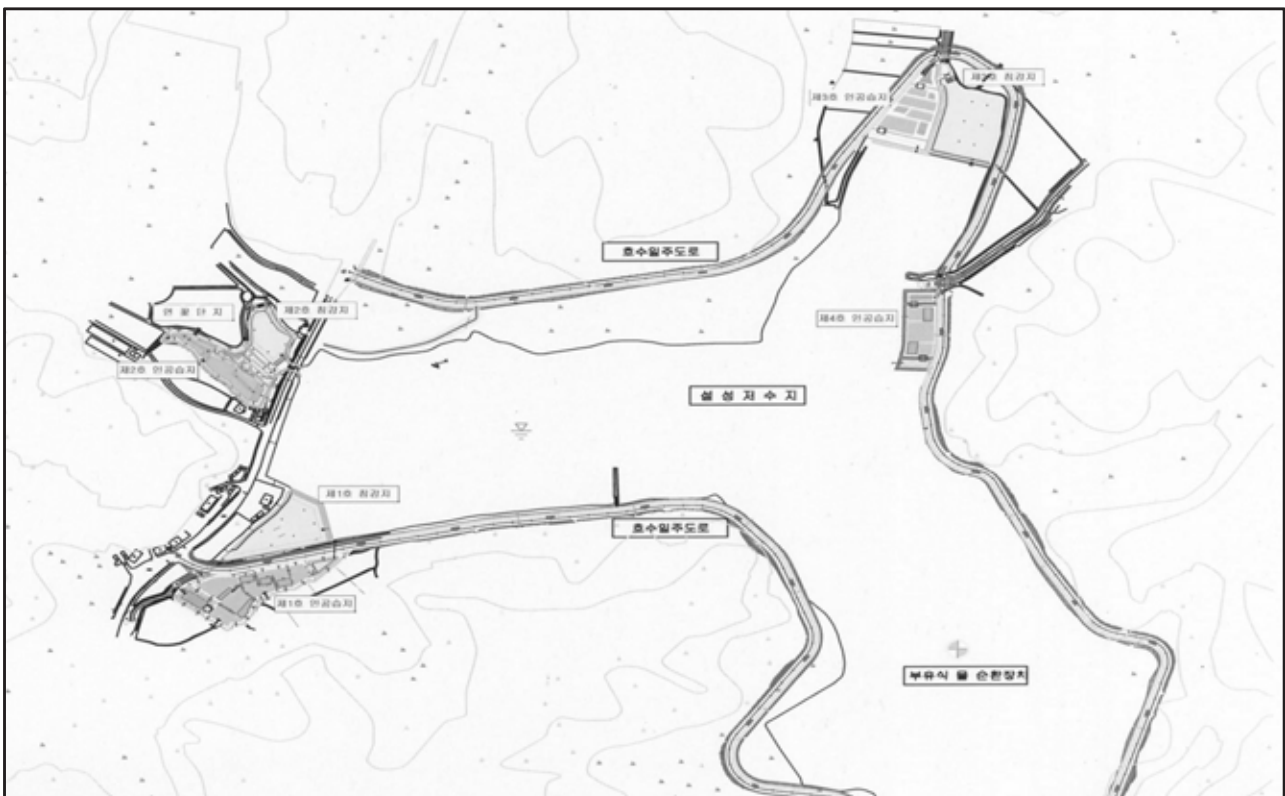 제3호 침강지
제3호 인공습지
호수일주도로
제2호 침강지
연 꽃 단 지
제4호 인공습지
제2호 인공습지
설 성 저 수 지
제1호 침강지
호수일주도로
제1호 인공습지
부유식 물 순환장치